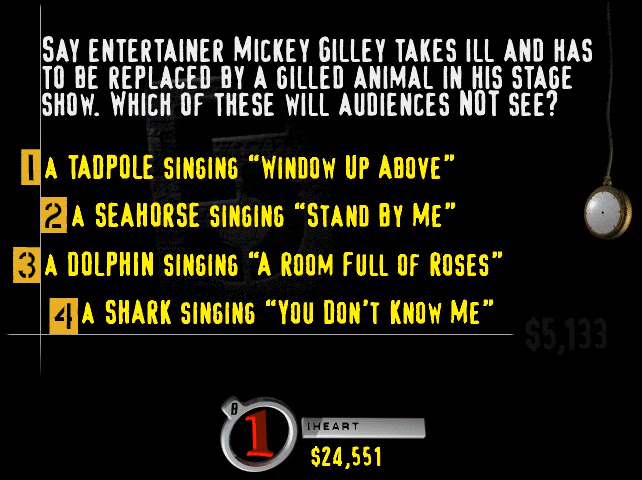 SAY ENTERTAINER MICKEY GILLEY TAKES ILL AND HAS
TO BE REPLACED BY A GILLED ANIMAL IN HIS STAGE
SHOW. WHICH OF THESE WILL AUDIENCES NOT SEE?
1 A TADPOLE SINGING "WINDOW UP ABOVE"
2 A SEAHORSE SINGING "STAND BY ME"
3 A DOLPHIN SINGING "A ROOM FULL OF ROSES"
4 A SHARK SINGING "YOU DON'T KNOW ME"
$5,133
B
1
IHEART
$24,551